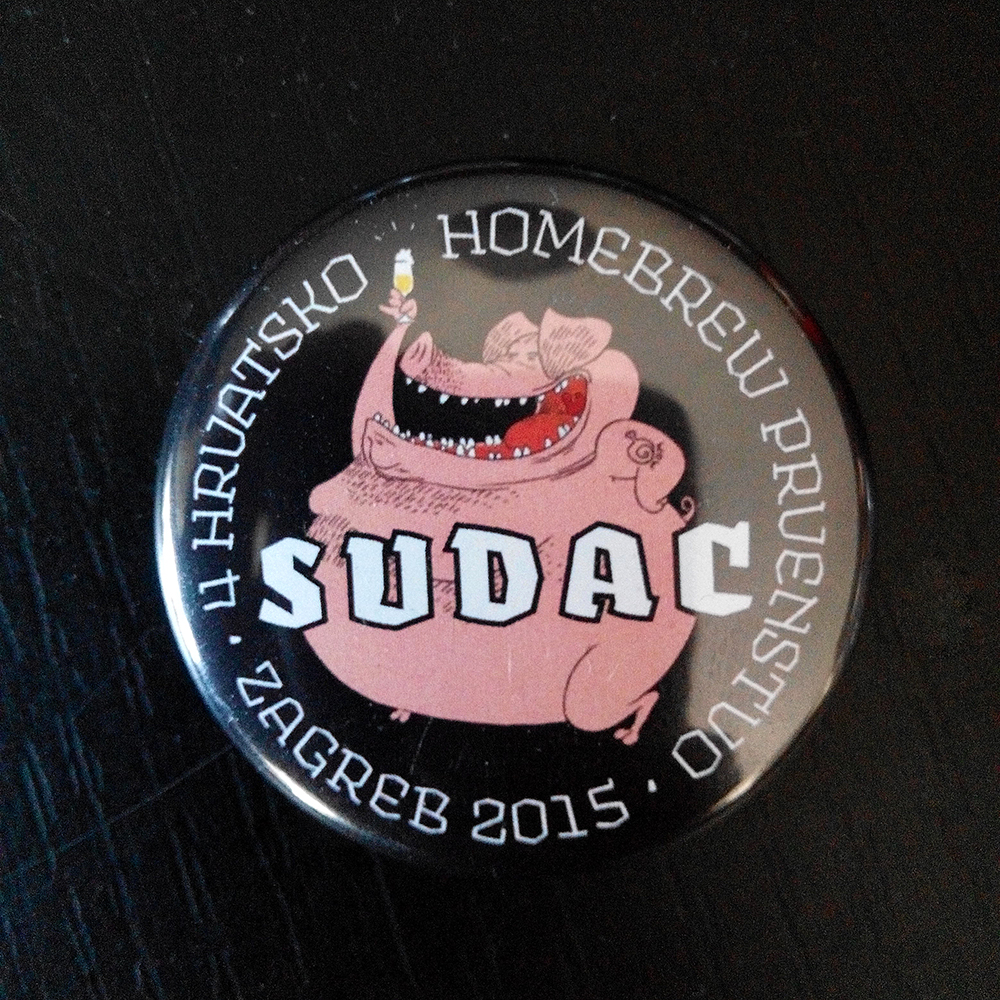 4 HRVATSKO HOMEBREW PRVENSTVO
SUDAC
· ZAGREB 2015 ·